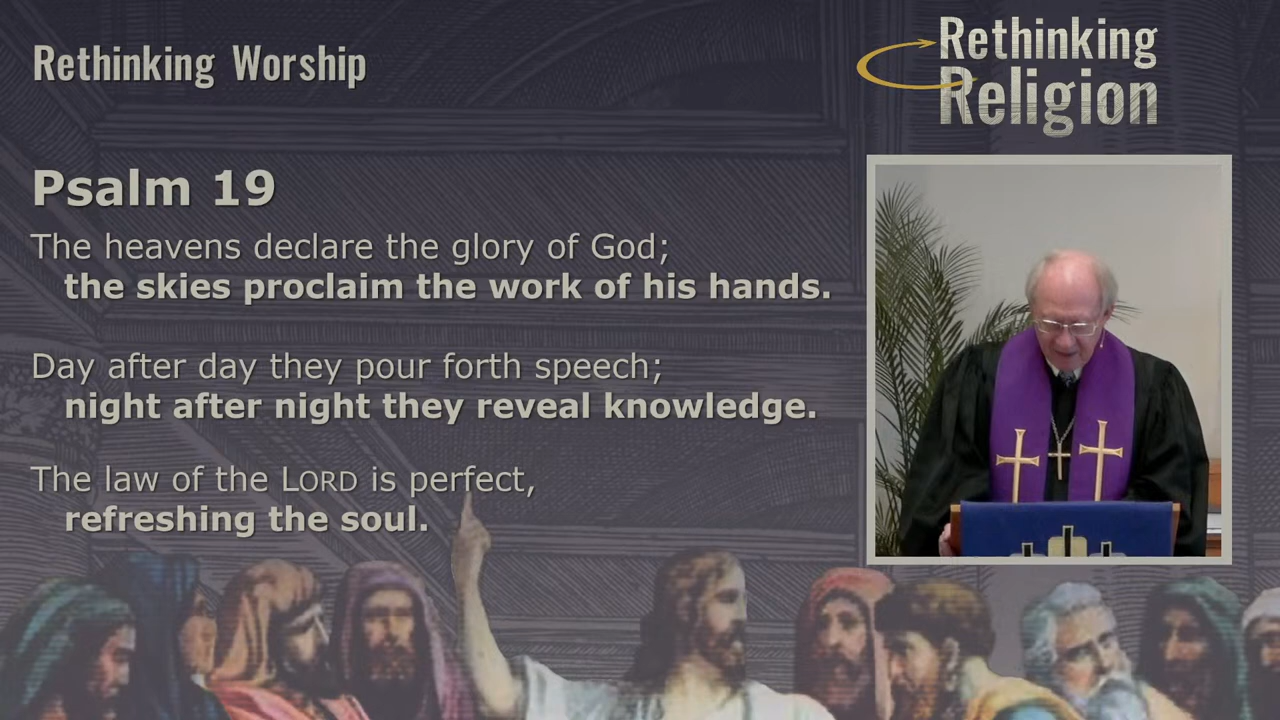 Rethinking Worship
Rethinking
Religion
Psalm 19
The heavens declare the glory of God;
the skies proclaim the work of his hands.
Day after day they pour forth speech;
night after night they reveal knowledge.
The law of the LORD is perfect,
refreshing the soul.